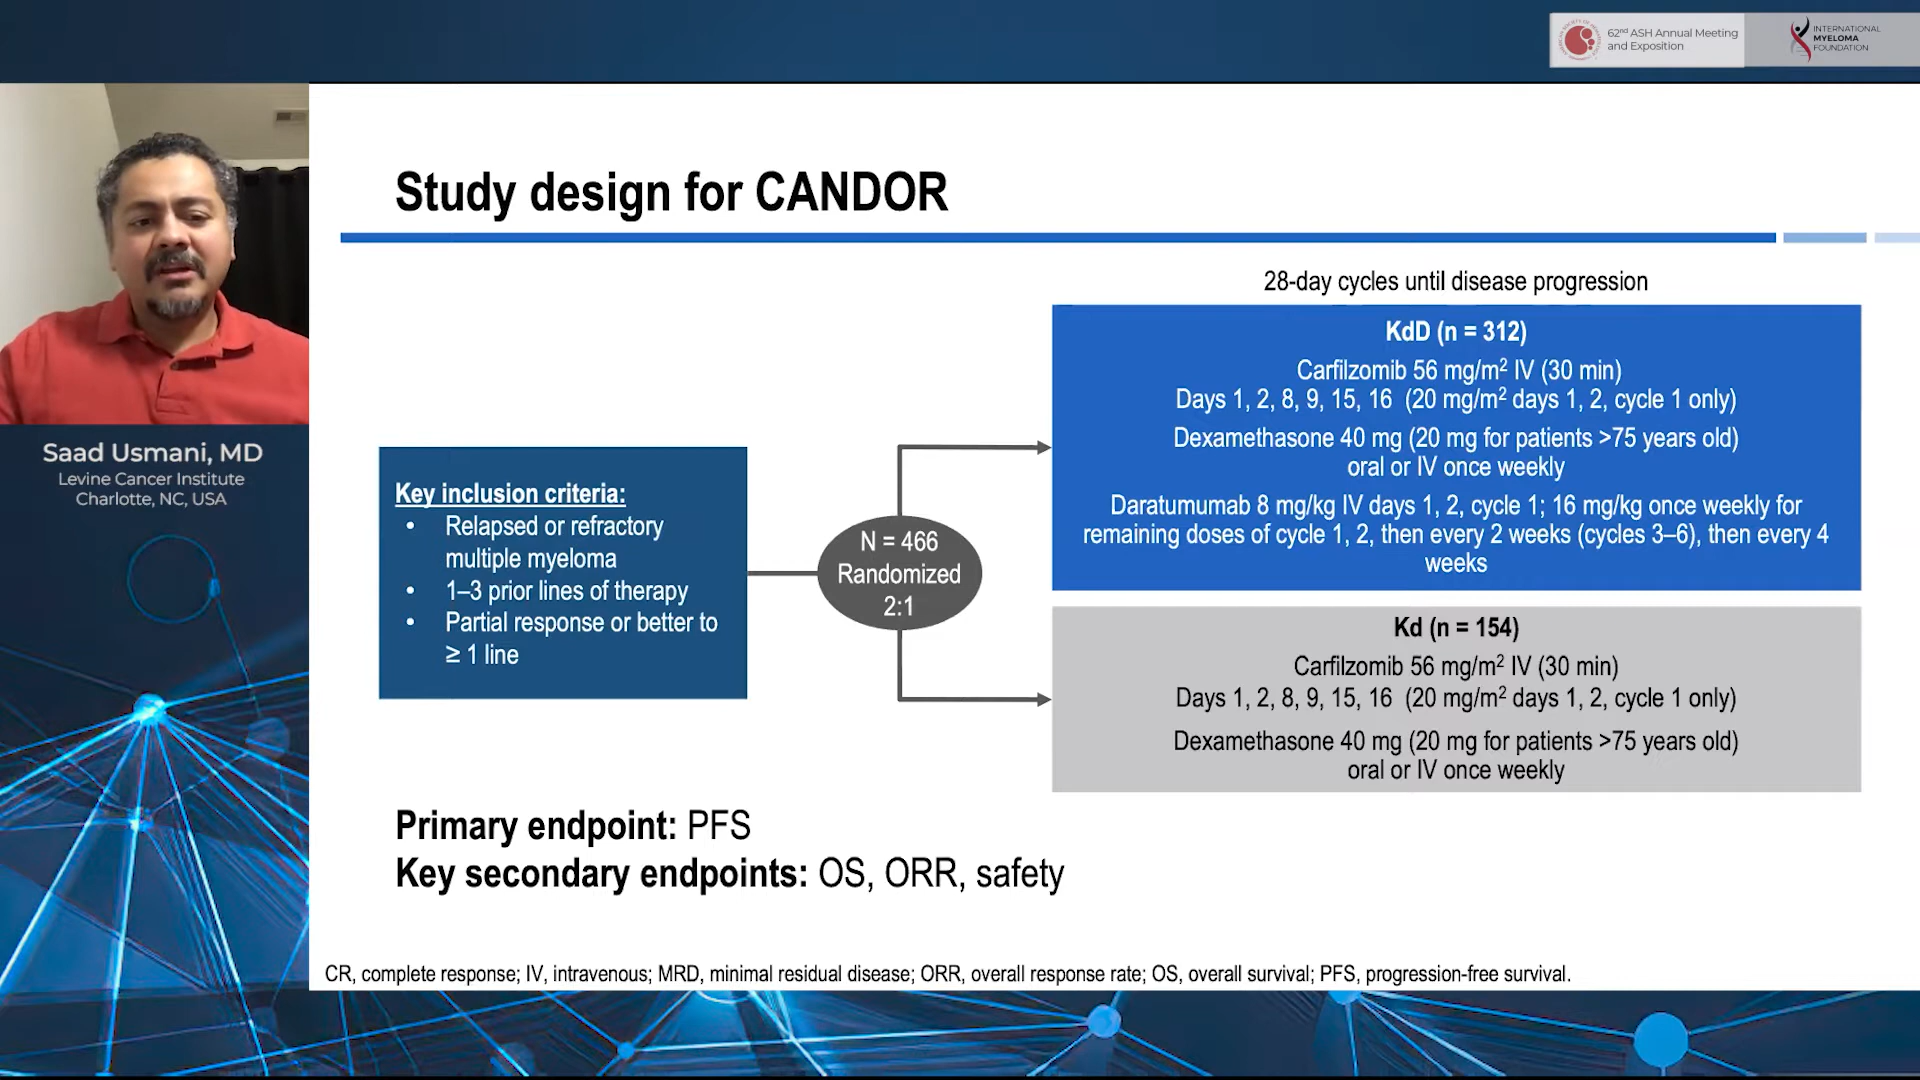 62nd ASH Annual Meeting
and Exposition
INTERNATIONAL
MYELOMA
FOUNDATION
Saad Usmani, MD
Levine Cancer Institute
Charlotte, NC, USA
Study design for CANDOR
28-day cycles until disease progression
Key inclusion criteria:
• Relapsed or refractory
multiple myeloma
• 1–3 prior lines of therapy
• Partial response or better to
≥ 1 line
N = 466
Randomized
2:1
KdD (n = 312)
Carfilzomib 56 mg/m² IV (30 min)
Days 1, 2, 8, 9, 15, 16 (20 mg/m² days 1, 2, cycle 1 only)
Dexamethasone 40 mg (20 mg for patients >75 years old)
oral or IV once weekly
Daratumumab 8 mg/kg IV days 1, 2, cycle 1; 16 mg/kg once weekly for
remaining doses of cycle 1, 2, then every 2 weeks (cycles 3–6), then every 4
weeks
Kd (n = 154)
Carfilzomib 56 mg/m² IV (30 min)
Days 1, 2, 8, 9, 15, 16 (20 mg/m² days 1, 2, cycle 1 only)
Dexamethasone 40 mg (20 mg for patients >75 years old)
oral or IV once weekly
Primary endpoint: PFS
Key secondary endpoints: OS, ORR, safety
CR, complete response; IV, intravenous; MRD, minimal residual disease; ORR, overall response rate; OS, overall survival; PFS, progression-free survival.